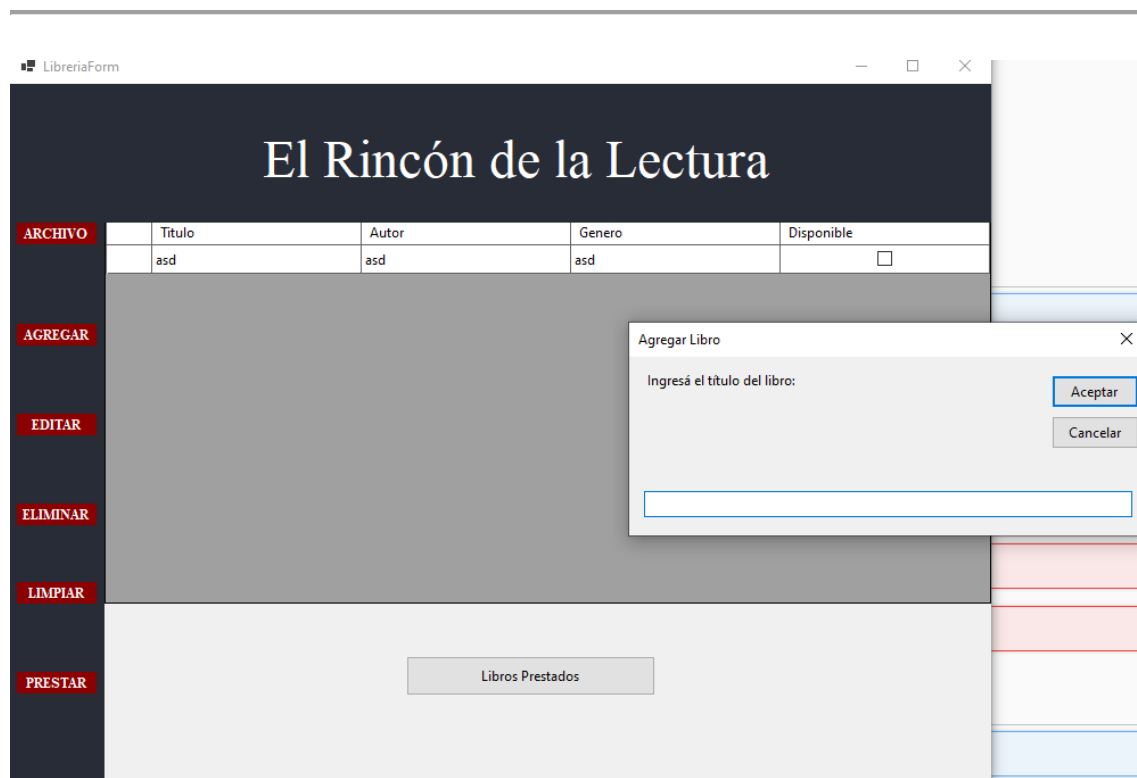 LibreriaForm
El Rincón de la Lectura
ARCHIVO
Titulo Autor Genero Disponible
asd asd asd
AGREGAR
Agregar Libro
Ingresá el título del libro:
Aceptar
EDITAR
Cancelar
ELIMINAR
LIMPIAR
Libros Prestados
PRESTAR